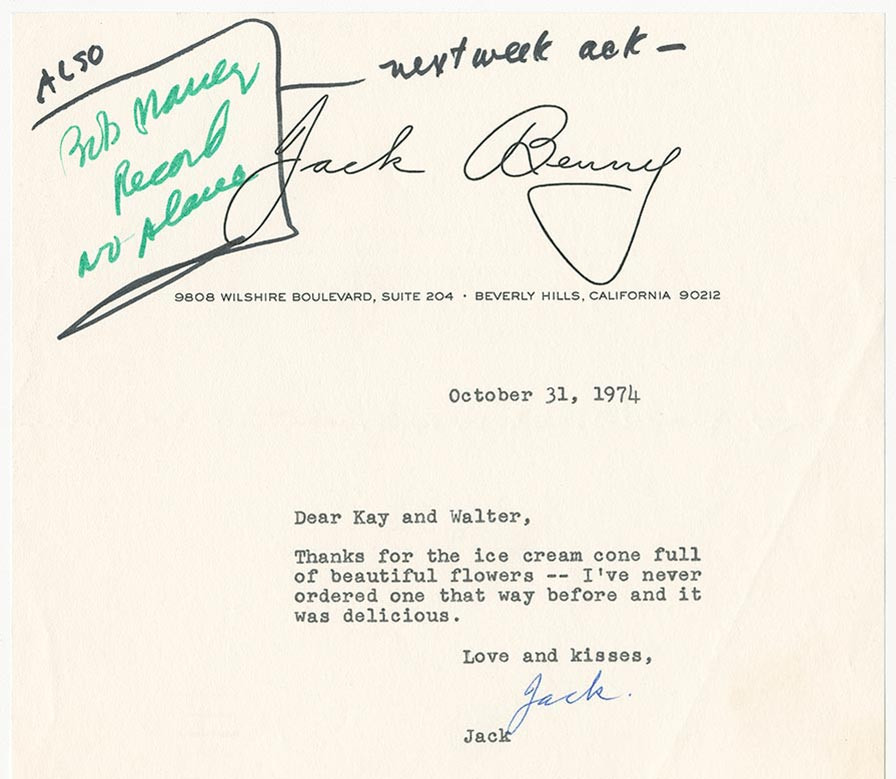 ALSO
next week ack —
Bob
Record
no
Jack Benny
9808 WILSHIRE BOULEVARD, SUITE 204 · BEVERLY HILLS, CALIFORNIA 90212
October 31, 1974
Dear Kay and Walter,
Thanks for the ice cream cone full
of beautiful flowers -- I've never
ordered one that way before and it
was delicious.
Love and kisses,
Jack.
Jack